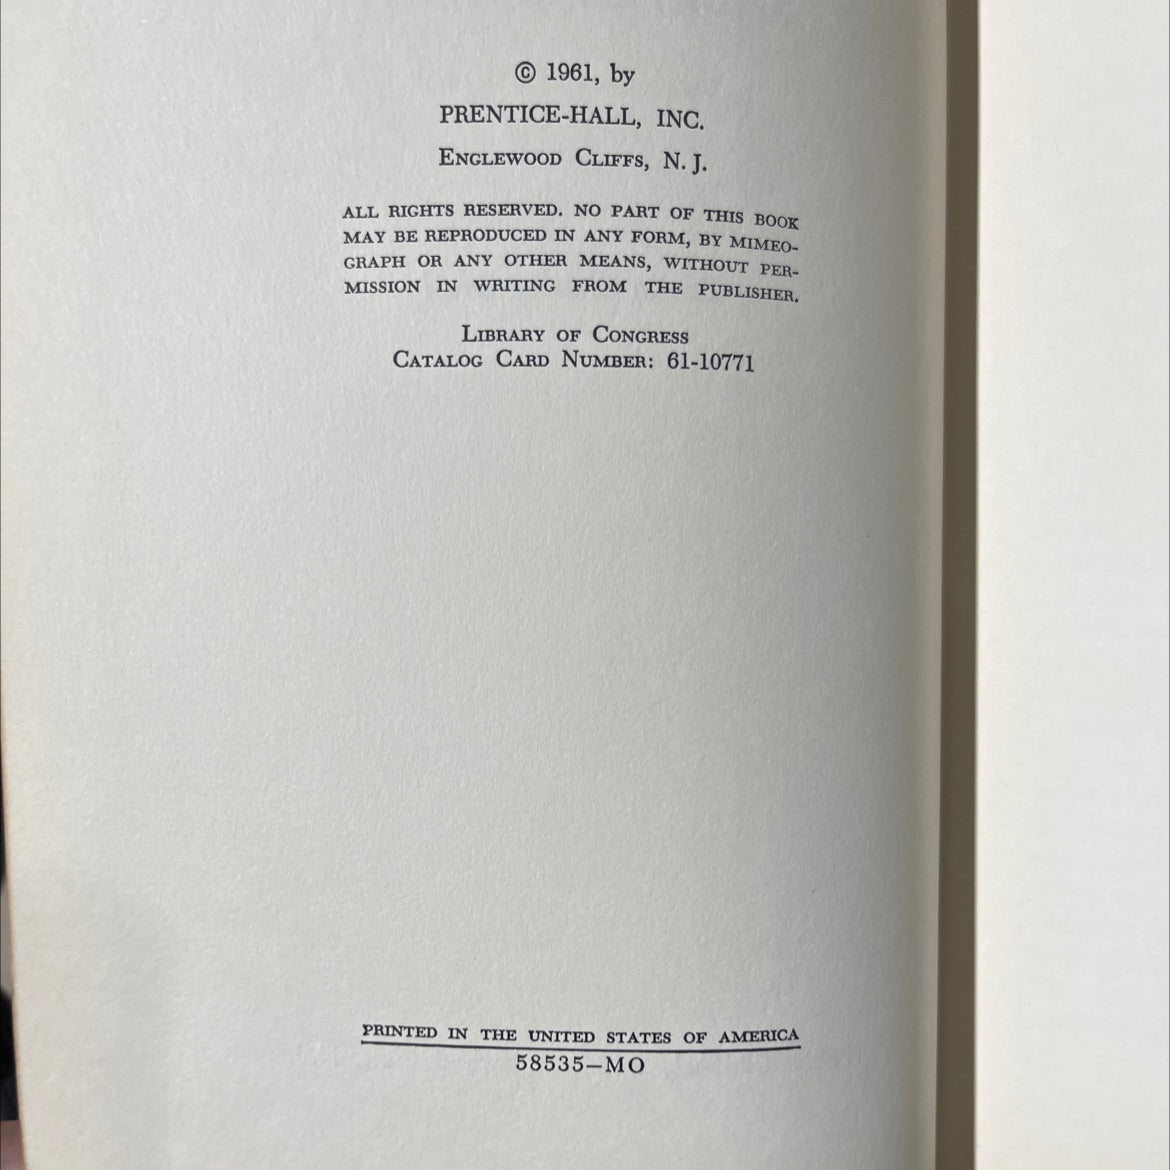 © 1961, by
PRENTICE-HALL, INC.
ENGLEWOOD CLIFFS, N. J.
ALL RIGHTS RESERVED. NO PART OF THIS BOOK
MAY BE REPRODUCED IN ANY FORM, BY MIMEO-
GRAPH OR ANY OTHER MEANS, WITHOUT PER-
MISSION IN WRITING FROM THE PUBLISHER.
LIBRARY OF CONGRESS
CATALOG CARD NUMBER: 61-10771
PRINTED IN THE UNITED STATES OF AMERICA
58535—MO